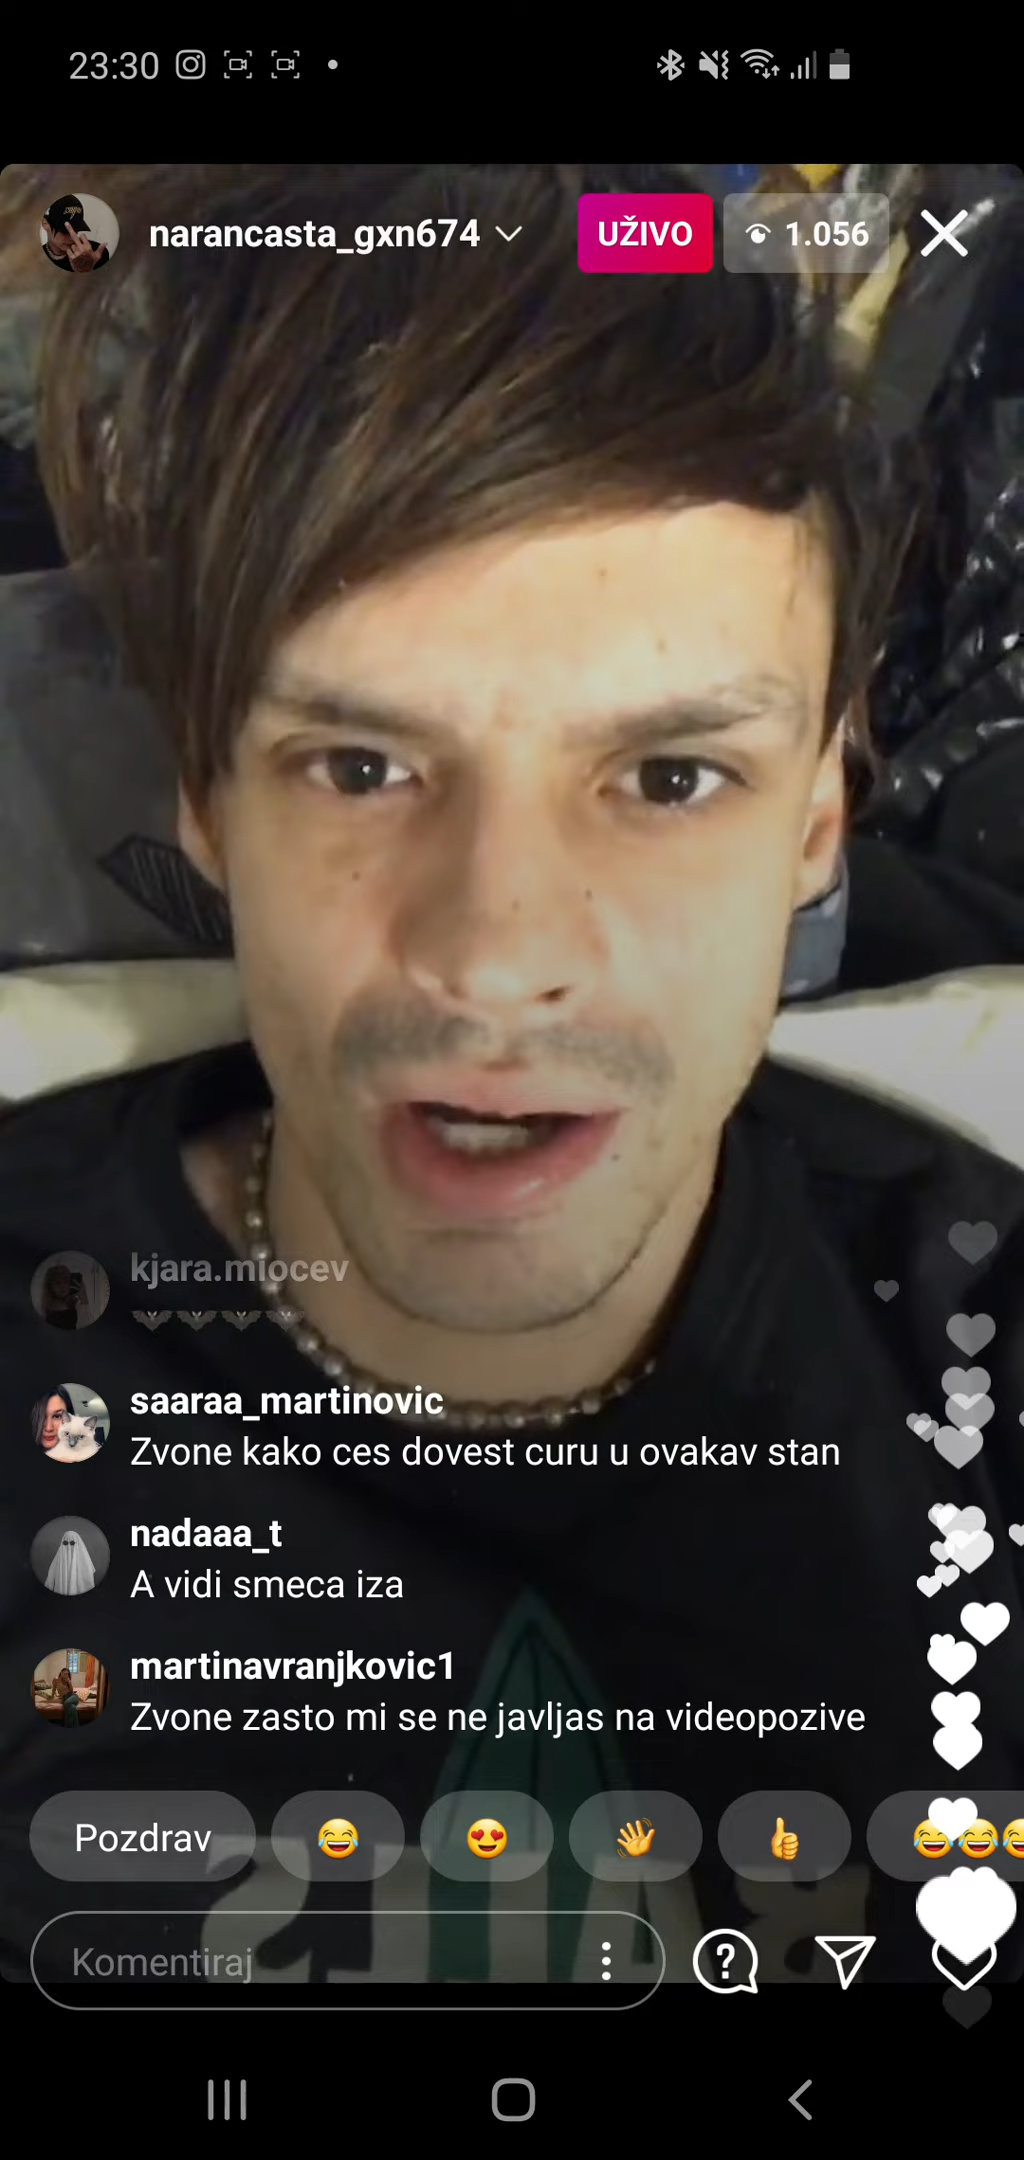 23:30
narancasta_gxn674
UŽIVO
1.056
kjara.miocev
saaraa_martinovic
Zvone kako ces dovest curu u ovakav stan
nadaaa_t
A vidi smeca iza
martinavranjkovic1
Zvone zasto mi se ne javljas na videopozive
Pozdrav
Komentiraj